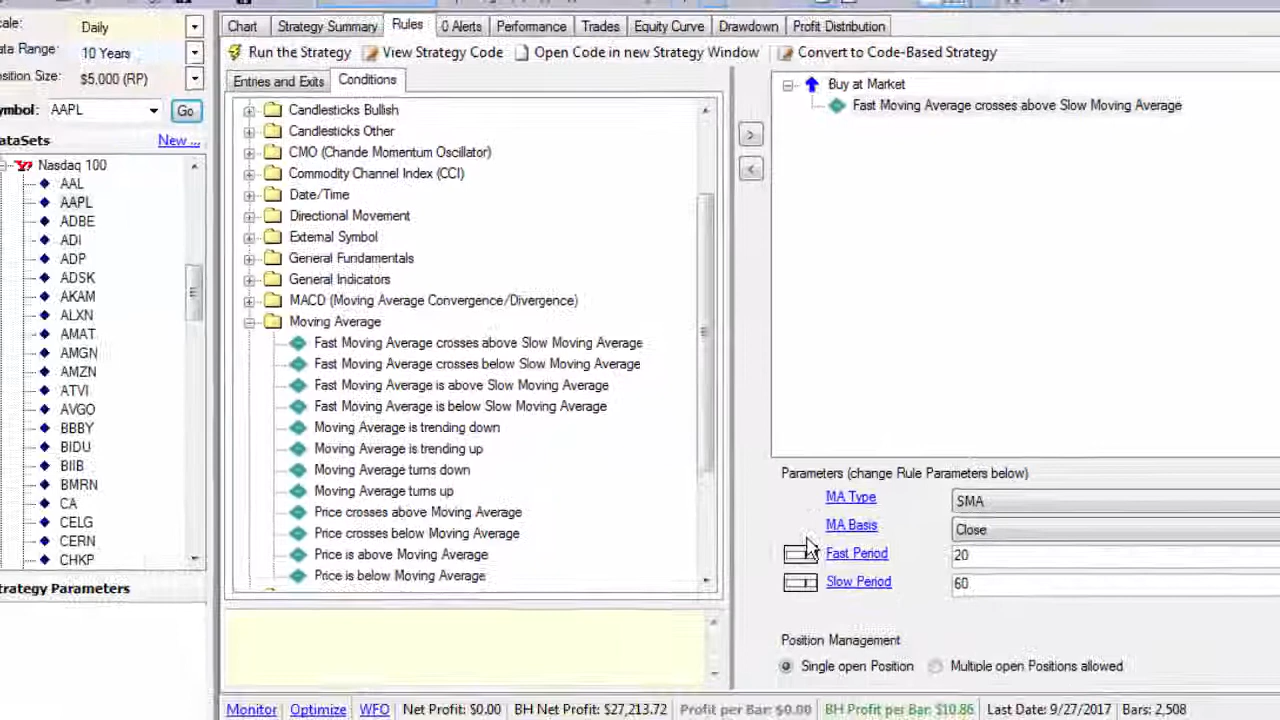 cale:
Daily
ata Range:
10 Years
osition Size:
$5,000 (RP)
ymbol:
AAPL
Go
ataSets
New ...
Nasdaq 100
AAL
AAPL
ADBE
ADI
ADP
ADSK
AKAM
ALXN
AMAT
AMGN
AMZN
ATVI
AVGO
BBBY
BIDU
BIIB
BMRN
CA
CELG
CERN
CHKP
trategy Parameters
Chart
Strategy Summary
Rules
0 Alerts
Performance
Trades
Equity Curve
Drawdown
Profit Distribution
Run the Strategy
View Strategy Code
Open Code in new Strategy Window
Convert to Code-Based Strategy
Entries and Exits
Conditions
Candlesticks Bullish
Candlesticks Other
CMO (Chande Momentum Oscillator)
Commodity Channel Index (CCI)
Date/Time
Directional Movement
External Symbol
General Fundamentals
General Indicators
MACD (Moving Average Convergence/Divergence)
Moving Average
Fast Moving Average crosses above Slow Moving Average
Fast Moving Average crosses below Slow Moving Average
Fast Moving Average is above Slow Moving Average
Fast Moving Average is below Slow Moving Average
Moving Average is trending down
Moving Average is trending up
Moving Average turns down
Moving Average turns up
Price crosses above Moving Average
Price crosses below Moving Average
Price is above Moving Average
Price is below Moving Average
>
<
Buy at Market
Fast Moving Average crosses above Slow Moving Average
Parameters (change Rule Parameters below)
MA Type
SMA
MA Basis
Close
Fast Period
20
Slow Period
60
Position Management
Single open Position
Multiple open Positions allowed
Monitor
Optimize
WFO
Net Profit: $0.00
BH Net Profit: $27,213.72
Profit per Bar: $0.00
BH Profit per Bar: $10.86
Last Date: 9/27/2017
Bars: 2,508